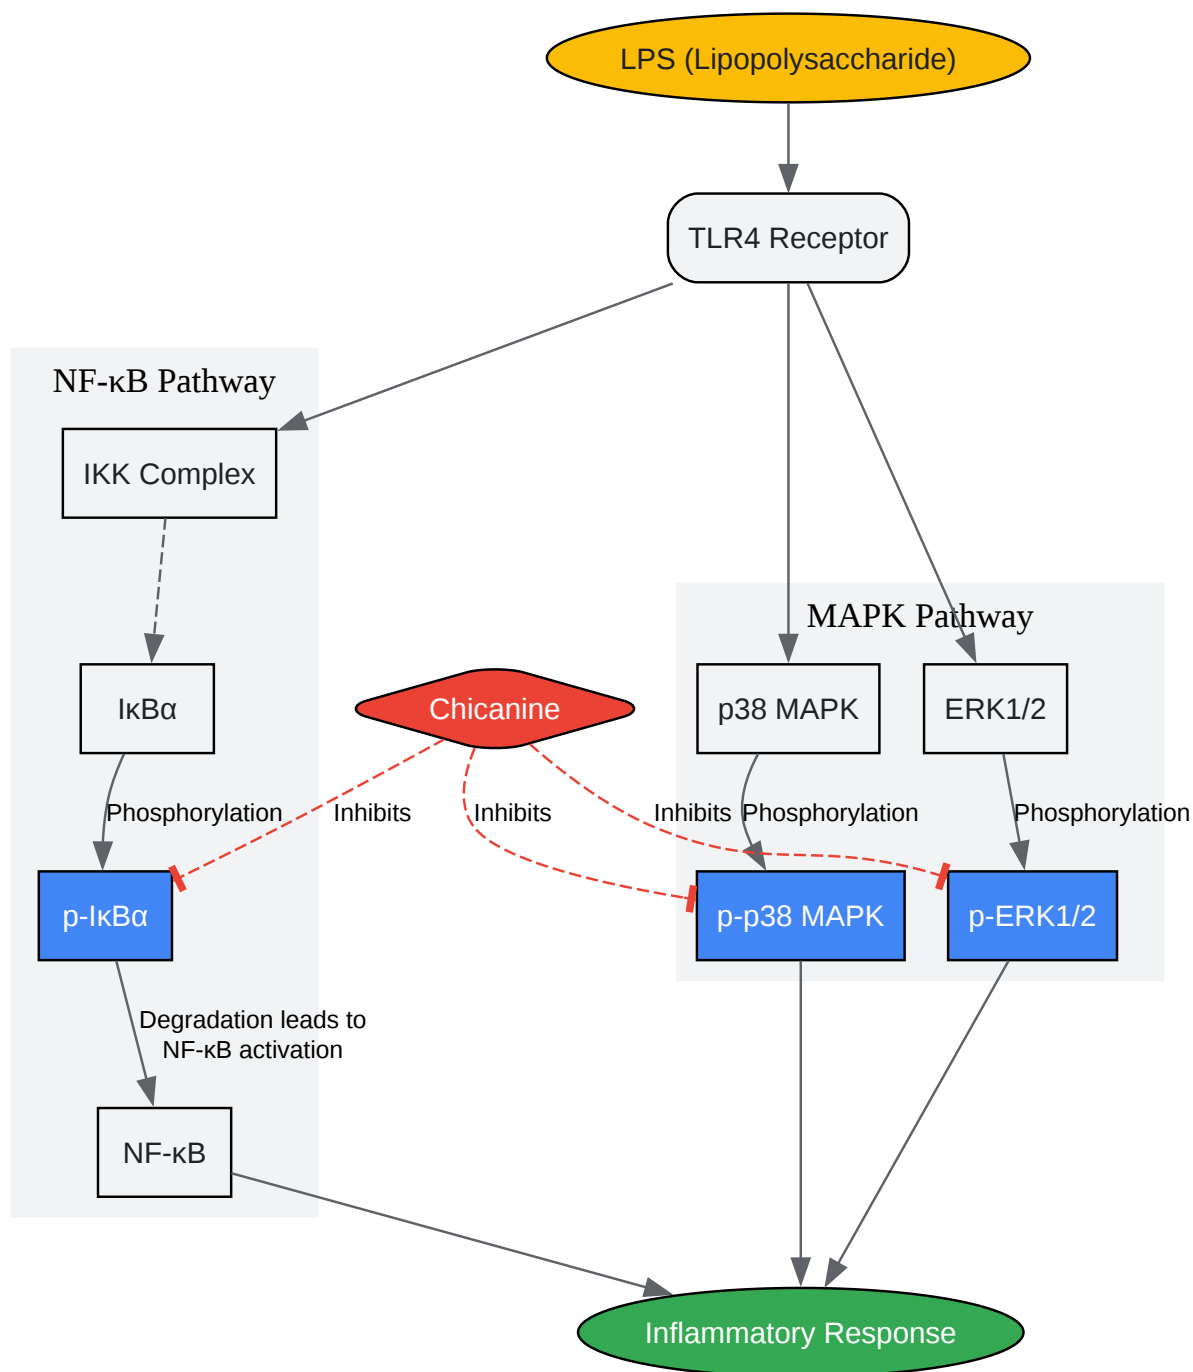 LPS (Lipopolysaccharide)
TLR4 Receptor
NF-κB Pathway
IKK Complex
MAPK Pathway
IκBα
Chicanine
p38 MAPK
ERK1/2
Phosphorylation
Inhibits
Inhibits
Inhibits
Phosphorylation
Phosphorylation
p-IκBα
p-p38 MAPK
p-ERK1/2
Degradation leads to
NF-κB activation
NF-κB
Inflammatory Response